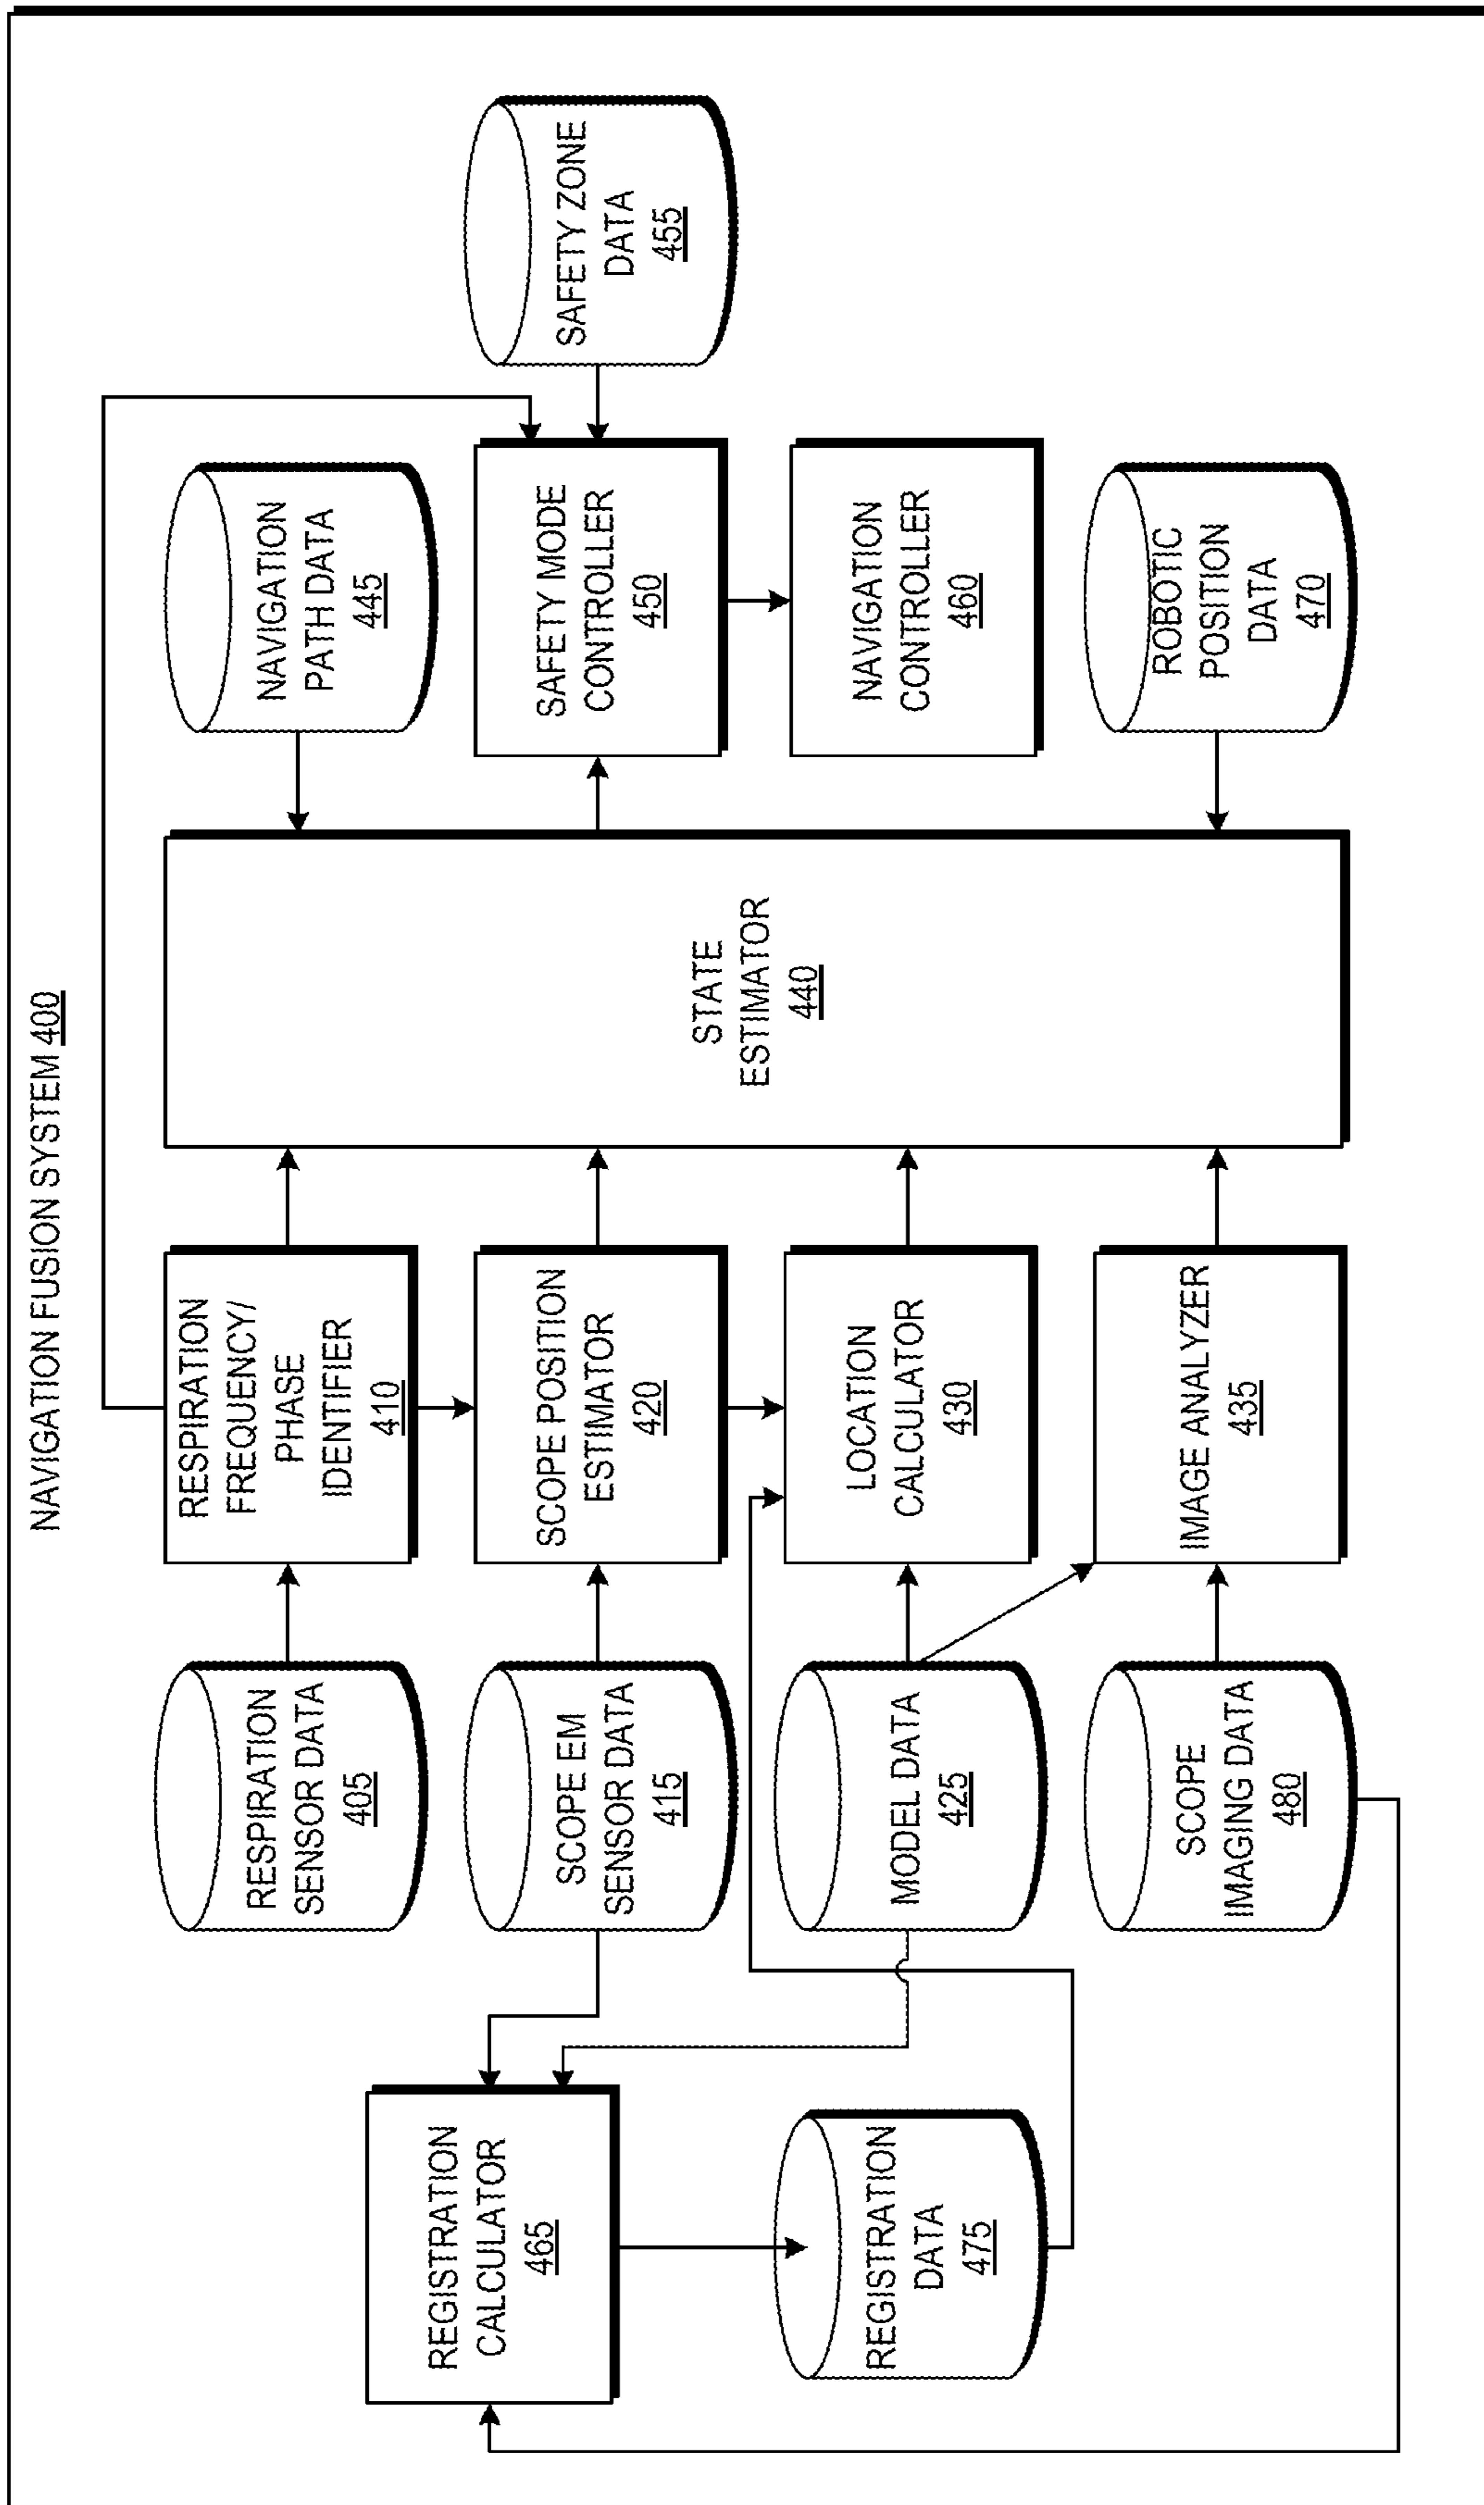 NAVIGATION FUSION SYSTEM 400
RESPIRATION
SENSOR DATA
405
RESPIRATION
FREQUENCY/
PHASE
IDENTIFIER
410
NAVIGATION
PATH DATA
445
REGISTRATION
CALCULATOR
465
SCOPE EM
SENSOR DATA
415
SCOPE POSITION
ESTIMATOR
420
STATE
ESTIMATOR
440
SAFETY MODE
CONTROLLER
450
SAFETY ZONE
DATA
455
REGISTRATION
DATA
475
MODEL DATA
425
LOCATION
CALCULATOR
430
NAVIGATION
CONTROLLER
460
SCOPE
IMAGING DATA
480
IMAGE ANALYZER
435
ROBOTIC
POSITION
DATA
470